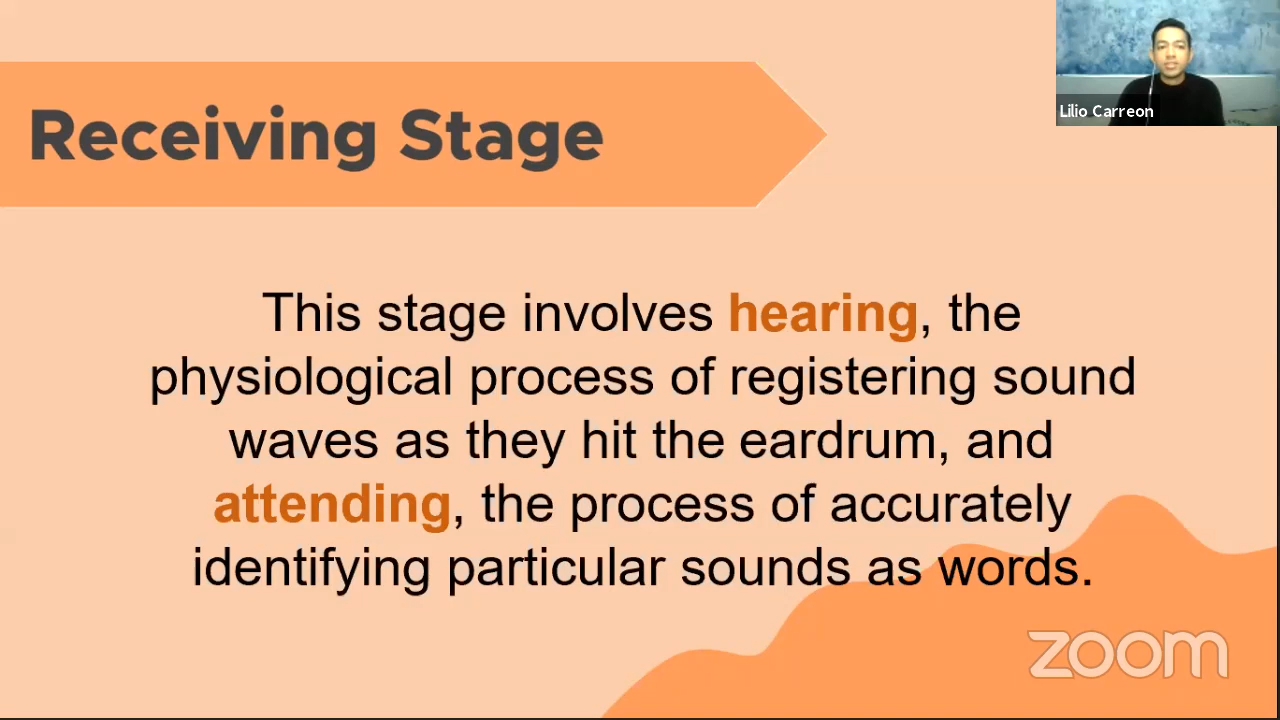 Receiving Stage
Lilio Carreon
This stage involves hearing, the
physiological process of registering sound
waves as they hit the eardrum, and
attending, the process of accurately
identifying particular sounds as words.
zoom